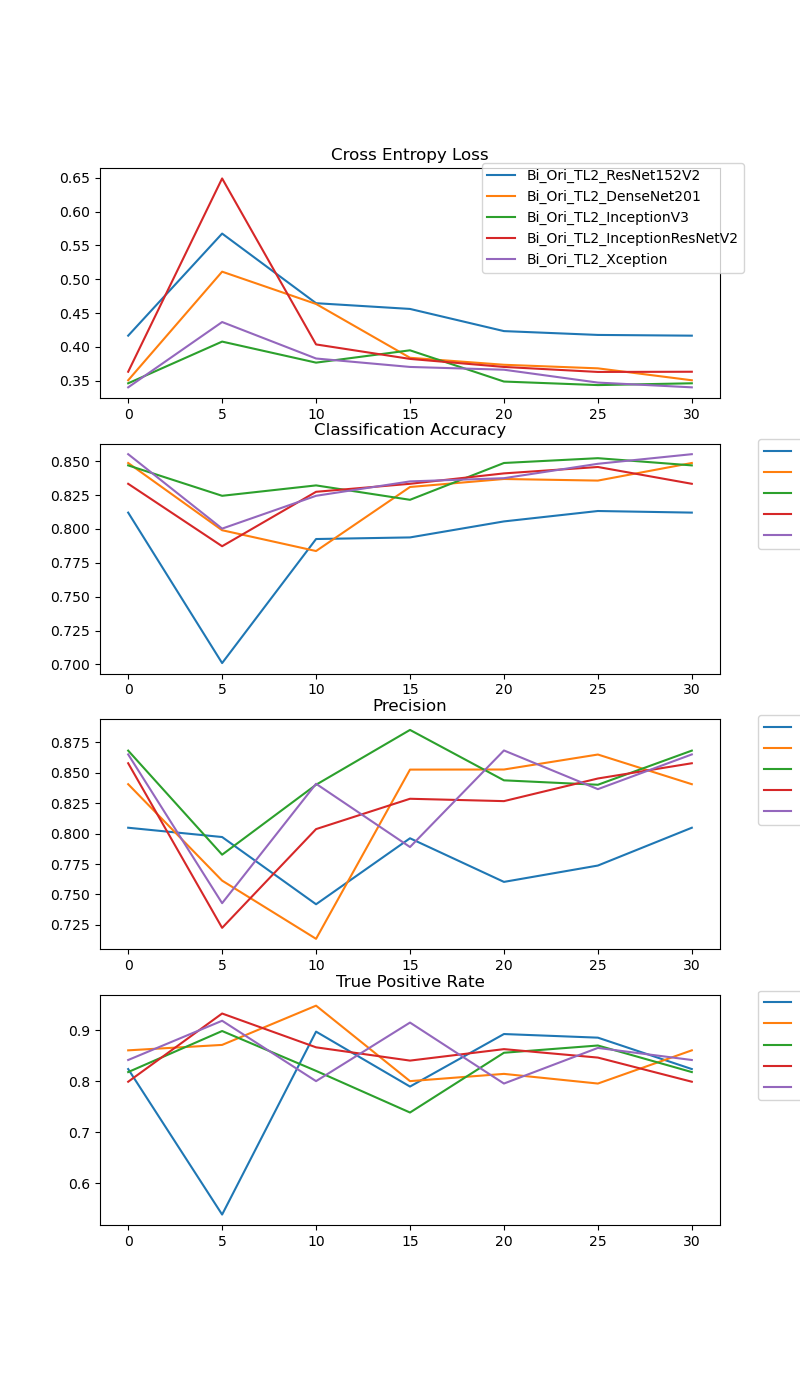 Cross Entropy Loss
Bi_Ori_TL2_ResNet152V2
Bi_Ori_TL2_DenseNet201
Bi_Ori_TL2_InceptionV3
Bi_Ori_TL2_InceptionResNetV2
Bi_Ori_TL2_Xception
0.65
0.60
0.55
0.50
0.45
0.40
0.35
0 5 10 15 20 25 30
Classification Accuracy
0.850
0.825
0.800
0.775
0.750
0.725
0.700
0 5 10 15 20 25 30
Precision
0.875
0.850
0.825
0.800
0.775
0.750
0.725
0 5 10 15 20 25 30
True Positive Rate
0.9
0.8
0.7
0.6
0 5 10 15 20 25 30